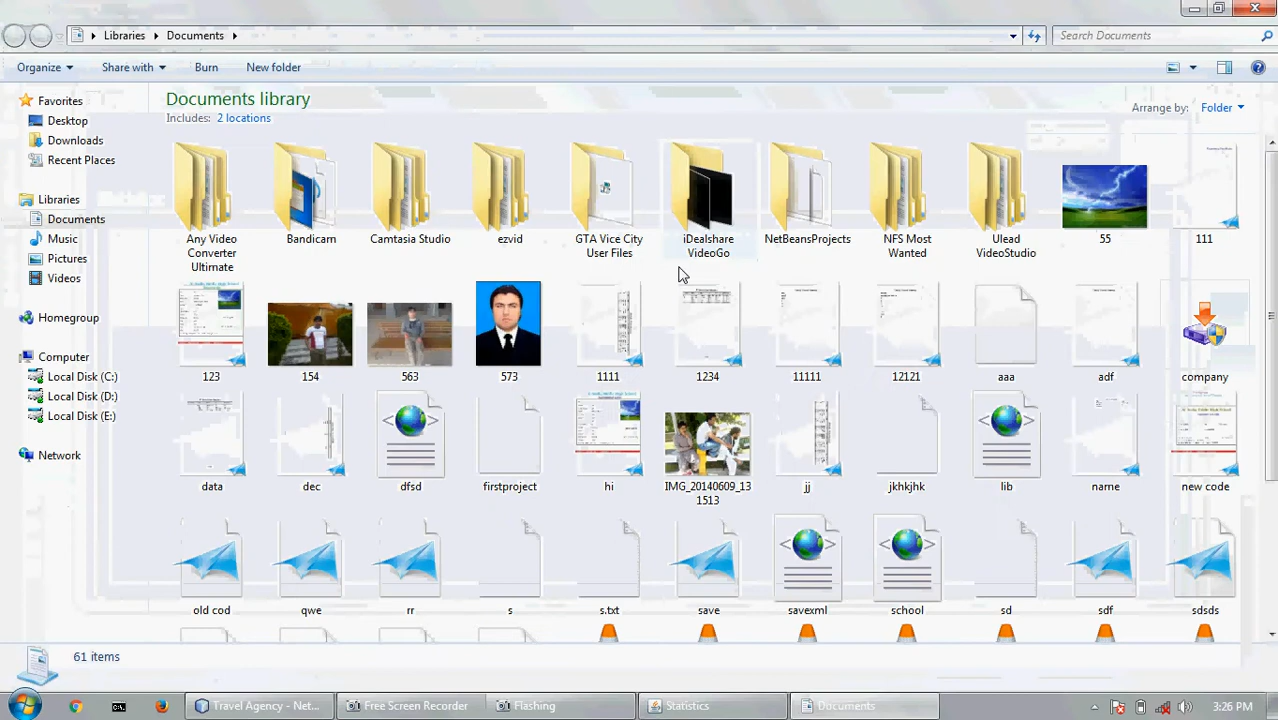 Libraries
Documents
Search Documents
Organize
Share with
Burn
New folder
Favorites
Desktop
Downloads
Recent Places
Libraries
Documents
Music
Pictures
Videos
Homegroup
Computer
Local Disk (C:)
Local Disk (D:)
Local Disk (E:)
Network
Documents library
Includes: 2 locations
Arrange by: Folder
Any Video
Converter
Ultimate
Bandicam
Camtasia Studio
ezvid
GTA Vice City
User Files
iDealshare
VideoGo
NetBeansProjects
NFS Most
Wanted
Ulead
VideoStudio
55
111
123
154
563
573
1111
1234
11111
12121
aaa
adf
company
data
dec
dfsd
firstproject
hi
IMG_20140609_13
1513
jj
jkhkjhk
lib
name
new code
old cod
qwe
rr
s
s.txt
save
savexml
school
sd
sdf
sdsds
61 items
Travel Agency - Net...
Free Screen Recorder
Flashing
Statistics
Documents
3:26 PM